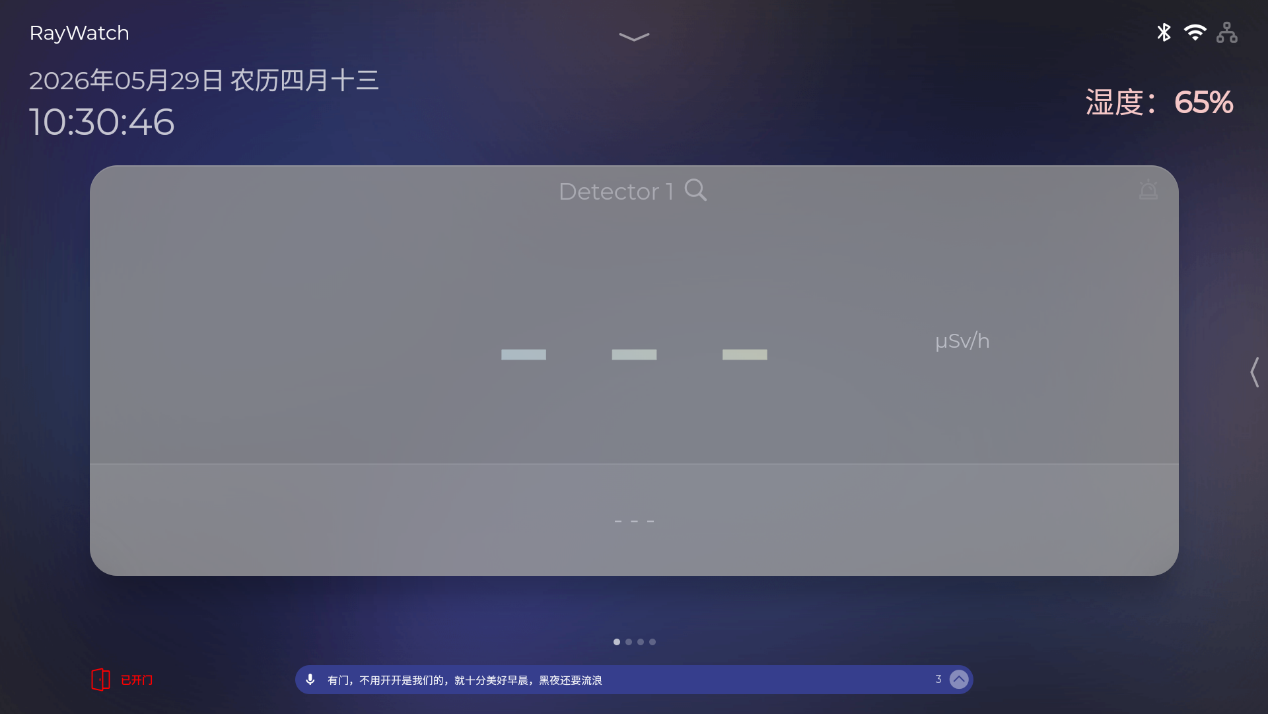 RayWatch
2026年05月29日 农历四月十三
10:30:46
湿度：65%
Detector 1
µSv/h
- - -
已开门
有门，不用开开是我们的，就十分美好早晨，黑夜还要流浪
3